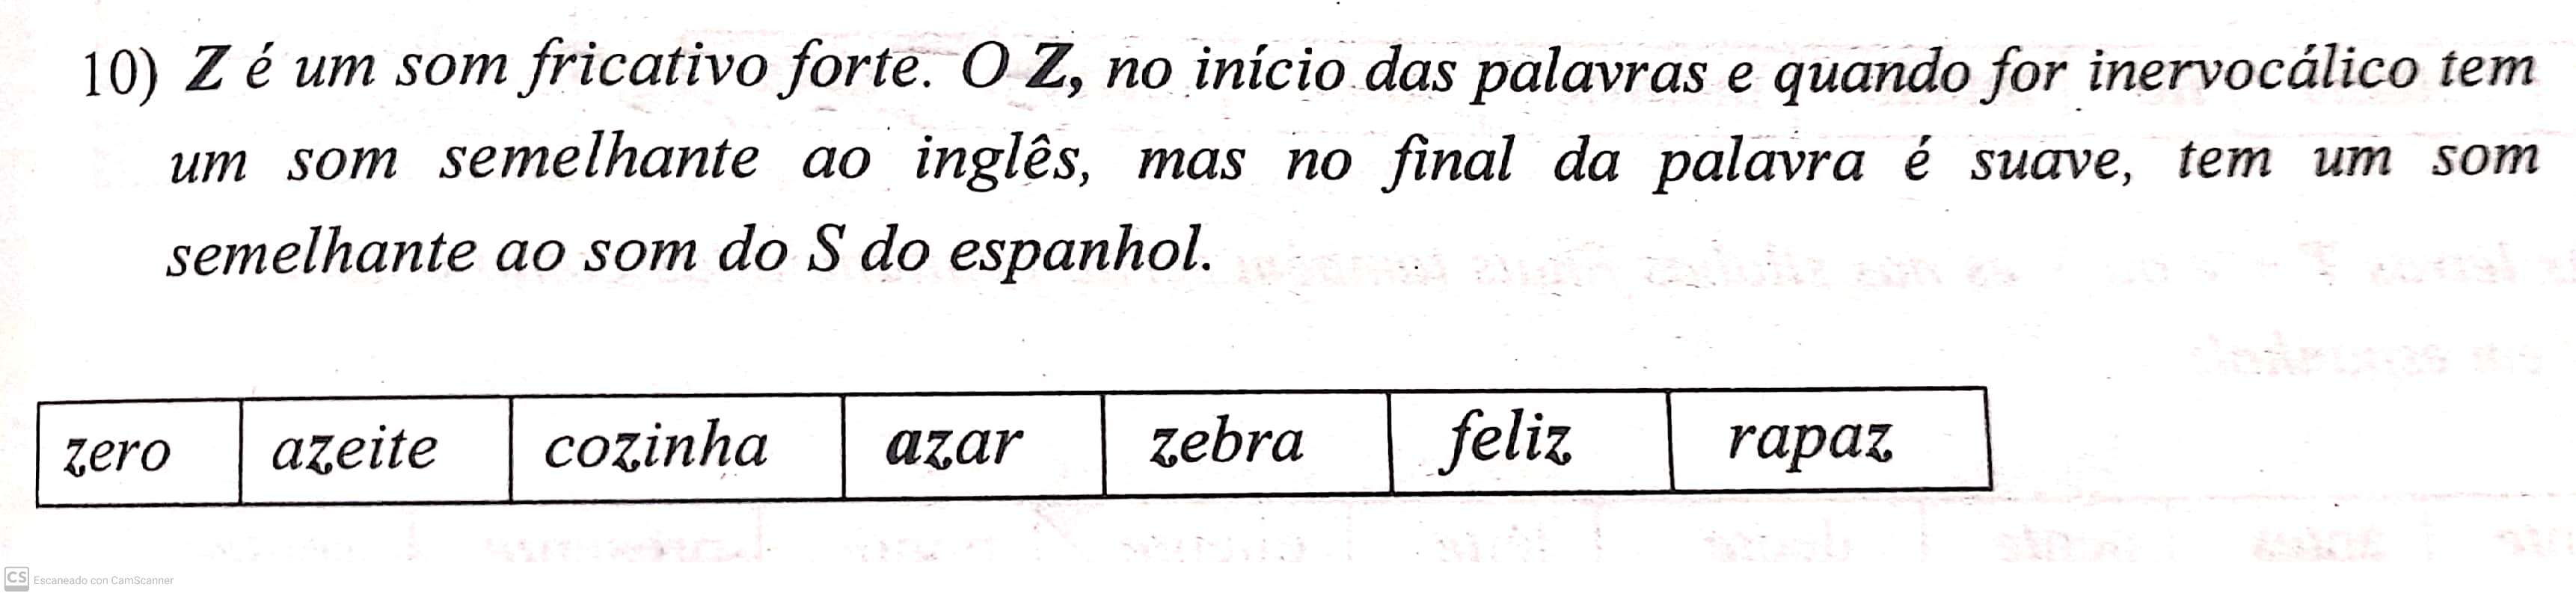 10) Z é um som fricativo forte. O Z, no início das palavras e quando for inervocálico tem
um som semelhante ao inglês, mas no final da palavra é suave, tem um som
semelhante ao som do S do espanhol.
zero azeite cozinha azar zebra feliz rapaz
CS Escaneado con CamScanner